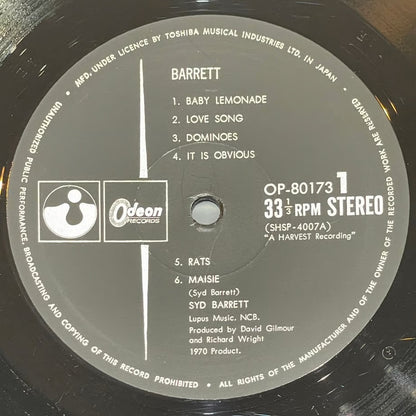 MFD. UNDER LICENCE BY TOSHIBA MUSICAL INDUSTRIES LTD. IN JAPAN
UNAUTHORIZED PUBLIC PERFORMANCE, BROADCASTING AND COPYING OF THIS RECORD PROHIBITED
ALL RIGHTS OF THE MANUFACTURER AND OF THE OWNER OF THE RECORDED WORK ARE RESERVED
BARRETT
1. BABY LEMONADE
2. LOVE SONG
3. DOMINOES
4. IT IS OBVIOUS
Odeon
RECORDS
OP-80173 1
33 1/3 RPM STEREO
(SHSP-4007A)
"A HARVEST Recording"
5. RATS
6. MAISIE
(Syd Barrett)
SYD BARRETT
Lupus Music. NCB.
Produced by David Gilmour
and Richard Wright
1970 Product.